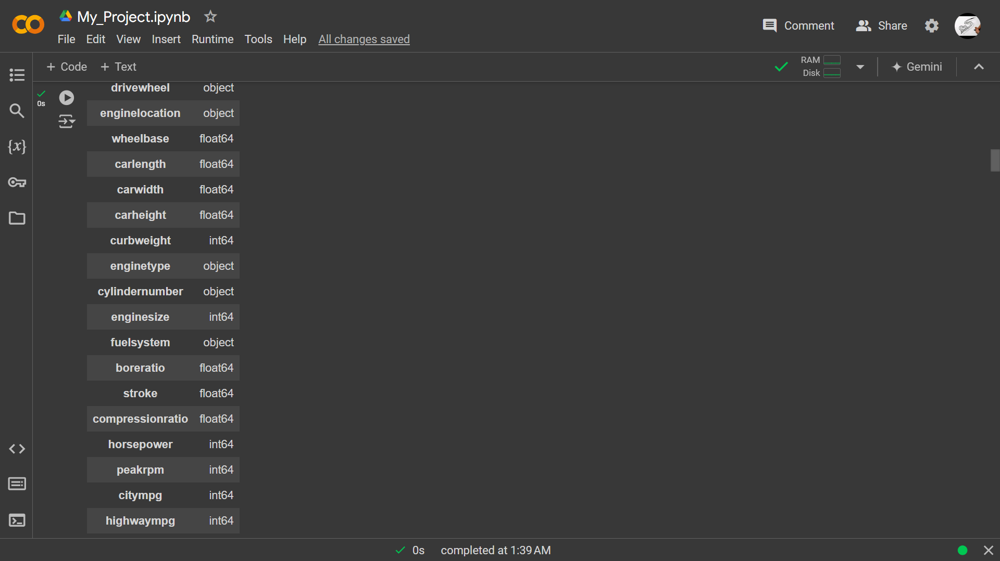 My_Project.ipynb
File Edit View Insert Runtime Tools Help All changes saved
Comment Share
+ Code + Text
RAM
Disk
Gemini
0s
drivewheel object
enginelocation object
wheelbase float64
carlength float64
carwidth float64
carheight float64
curbweight int64
enginetype object
cylindernumber object
enginesize int64
fuelsystem object
boreratio float64
stroke float64
compressionratio float64
horsepower int64
peakrpm int64
citympg int64
highwaympg int64
{x}
0s completed at 1:39 AM